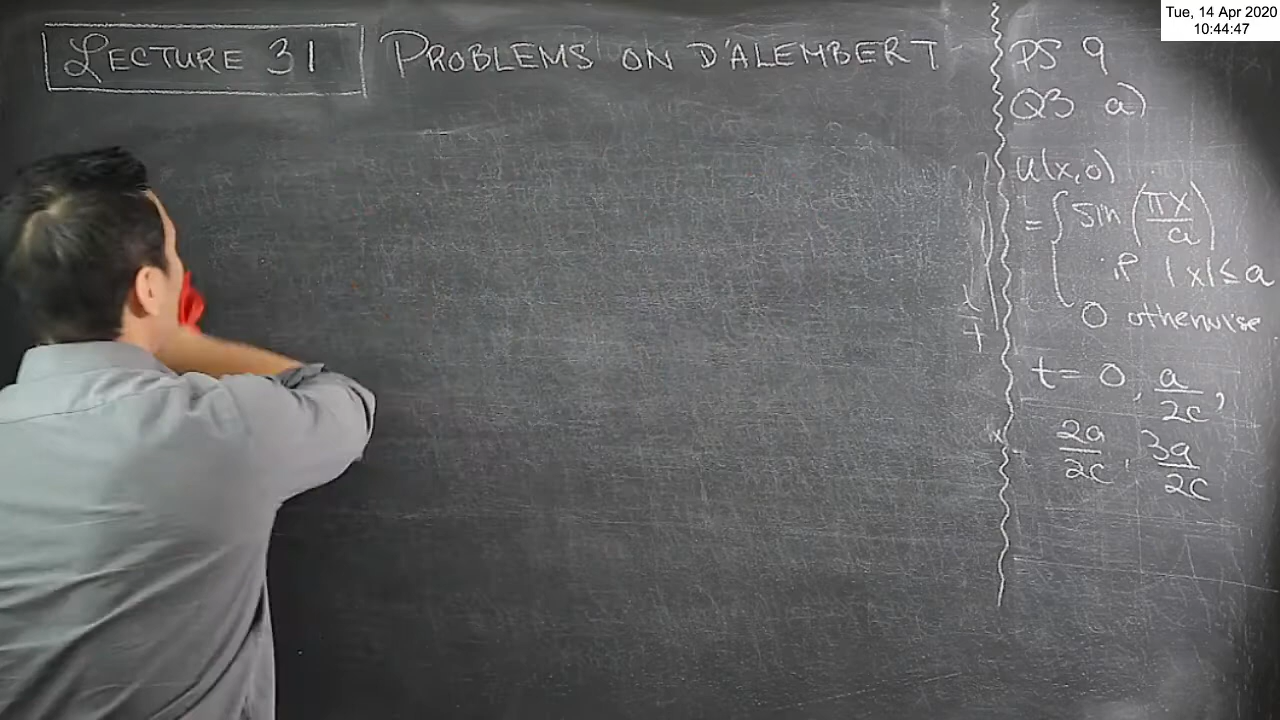 Tue, 14 Apr 2020
10:44:47
LECTURE 31 PROBLEMS ON D'ALEMBERT
PS 9
Q3 a)
u(x,0)
= { sin (πx/a)
if |x| ≤ a
0 otherwise
t = 0, a/2c,
2a/2c, 3a/2c